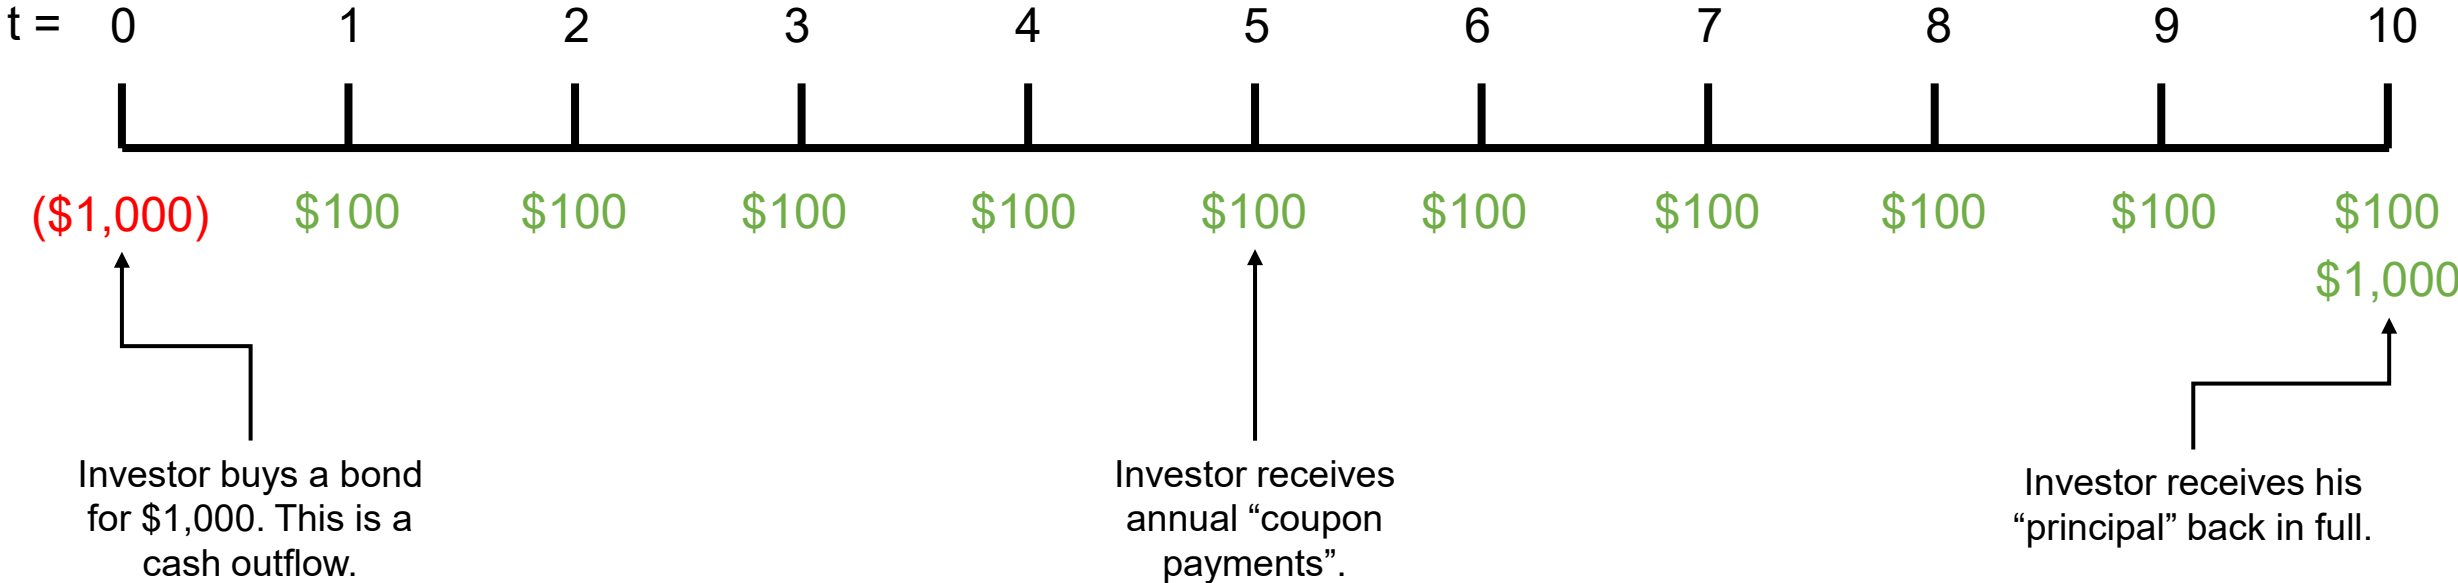 t = 0 1 2 3 4 5 6 7 8 9 10
($1,000) $100 $100 $100 $100 $100 $100 $100 $100 $100 $100
$1,000
Investor buys a bond
for $1,000. This is a
cash outflow.
Investor receives
annual “coupon
payments”.
Investor receives his
“principal” back in full.